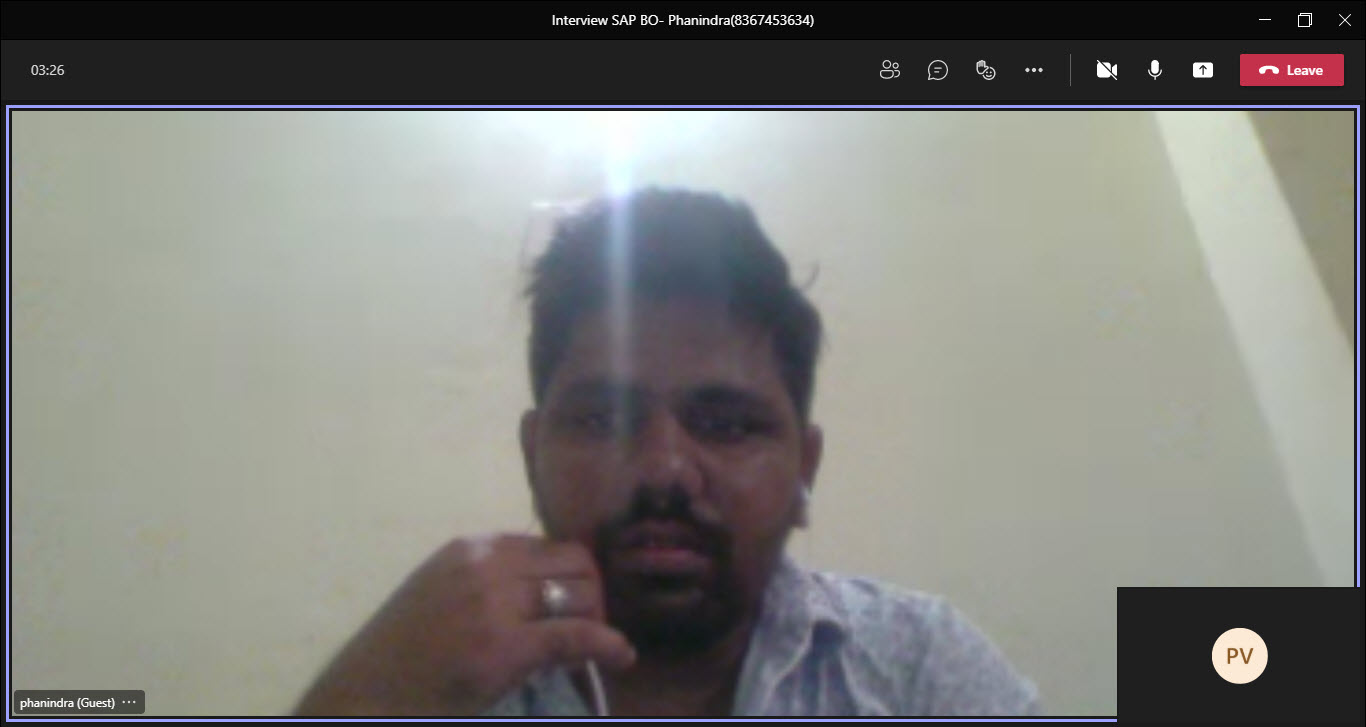 Interview SAP BO- Phanindra(8367453634)
03:26
Leave
phanindra (Guest)
PV